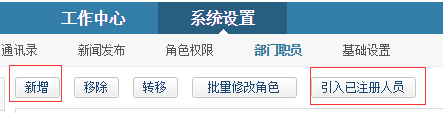 工作中心 系统设置
通讯录 新闻发布 角色权限 部门职员 基础设置
新增 移除 转移 批量修改角色 引入已注册人员